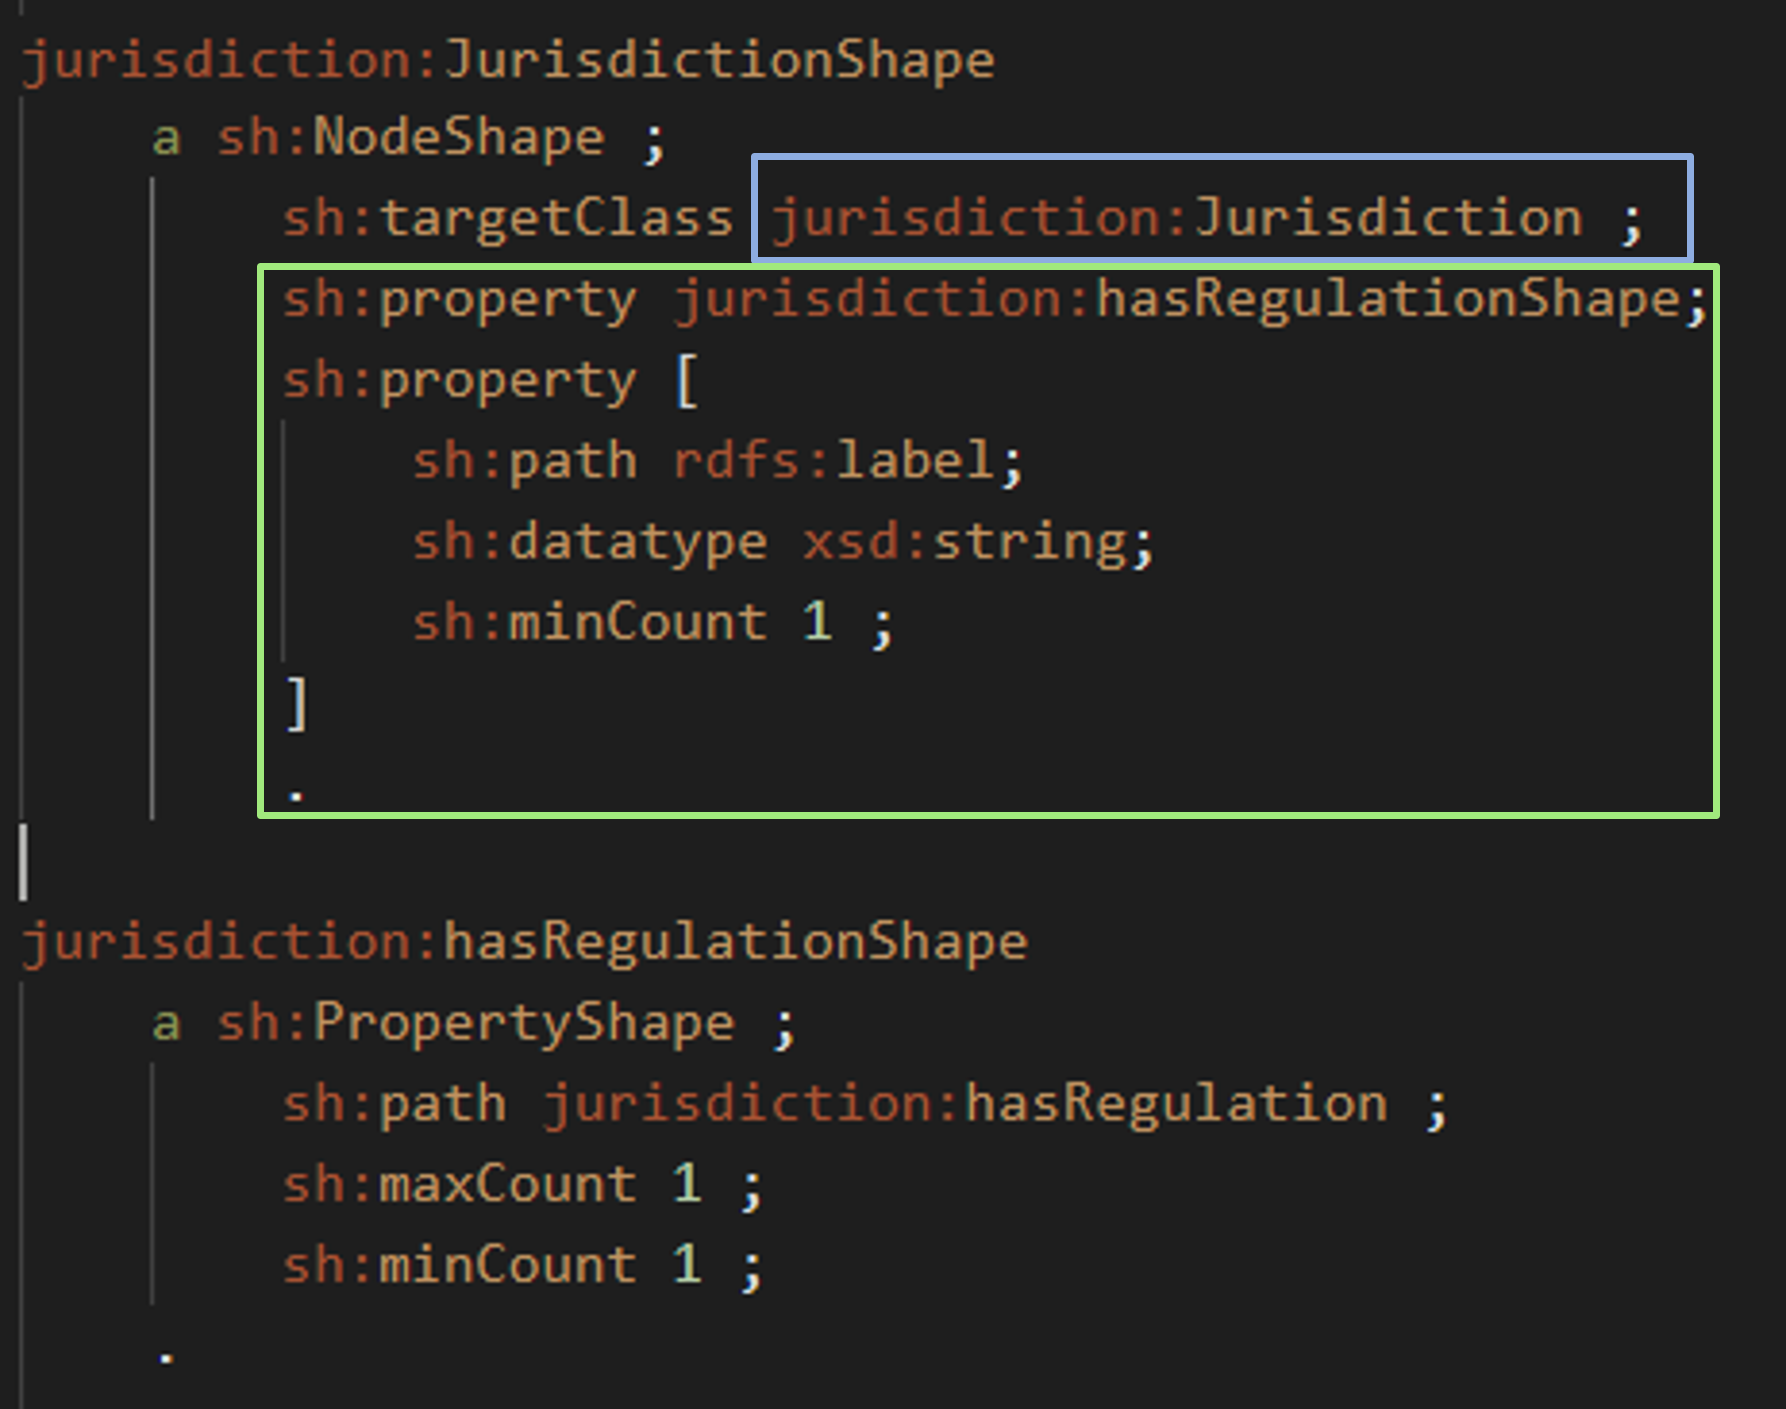 jurisdiction:JurisdictionShape
a sh:NodeShape ;
sh:targetClass jurisdiction:Jurisdiction ;
sh:property jurisdiction:hasRegulationShape;
sh:property [
sh:path rdfs:label;
sh:datatype xsd:string;
sh:minCount 1 ;
]
.
jurisdiction:hasRegulationShape
a sh:PropertyShape ;
sh:path jurisdiction:hasRegulation ;
sh:maxCount 1 ;
sh:minCount 1 ;
.